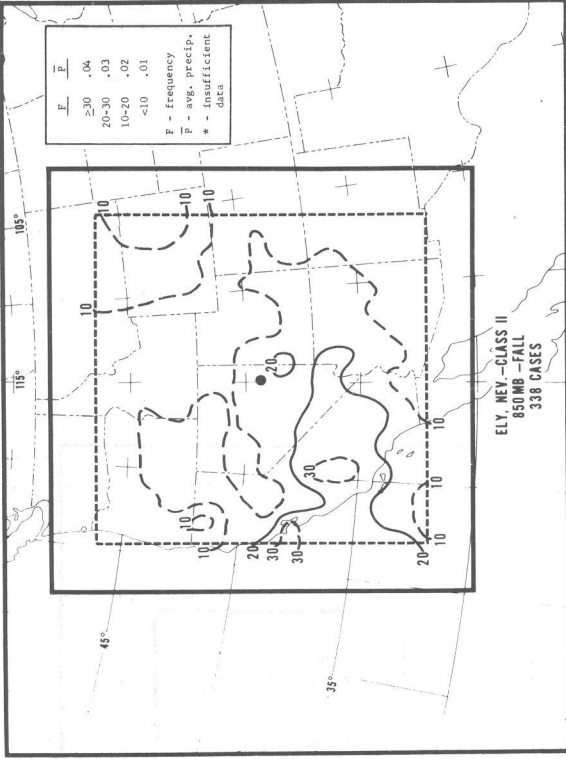 F P̄
≥30 .04
20-30 .03
10-20 .02
<10 .01
F - frequency
P̄ - avg. precip.
* - insufficient
data
105°
115°
45°
35°
10
10
10
10
20
10
10
20
30
30
30
10
10
20
10
ELY, NEV.-CLASS II
850 MB - FALL
338 CASES